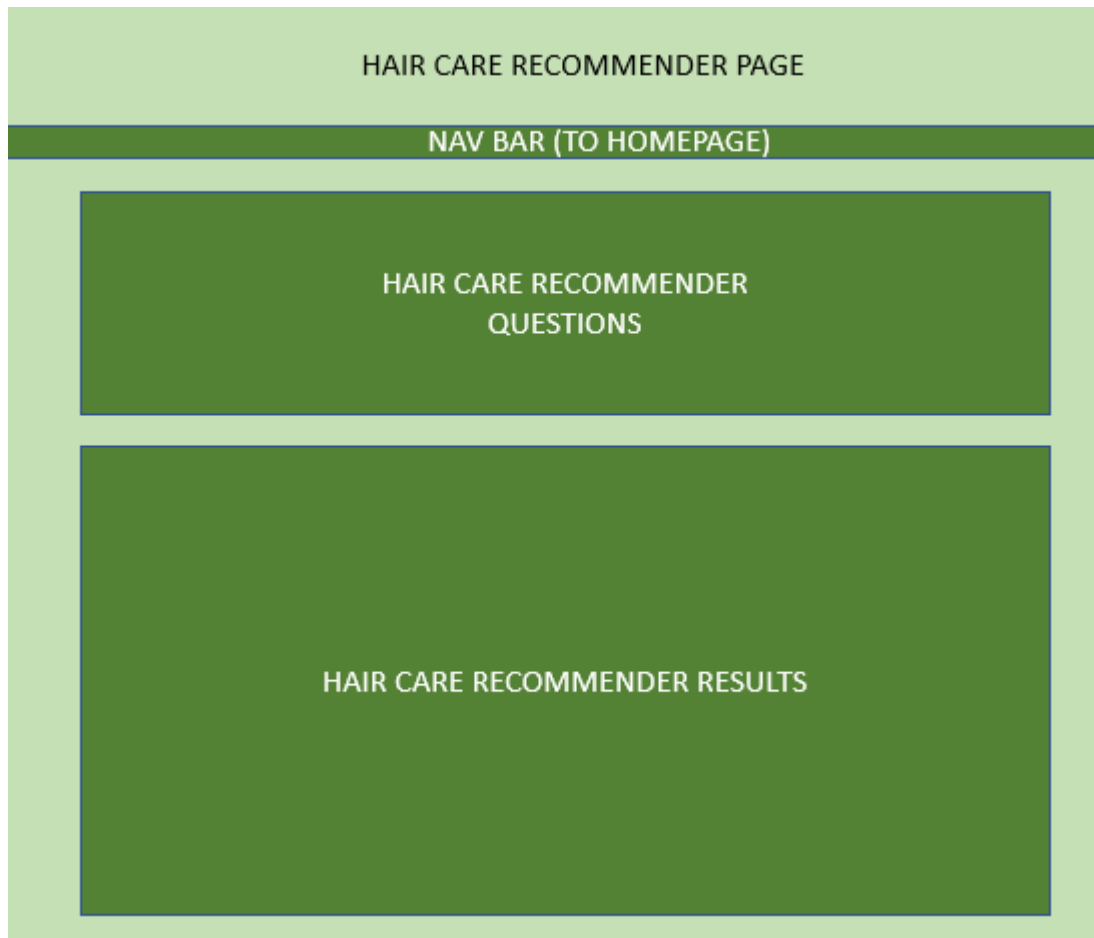 HAIR CARE RECOMMENDER PAGE
NAV BAR (TO HOMEPAGE)
HAIR CARE RECOMMENDER
QUESTIONS
HAIR CARE RECOMMENDER RESULTS